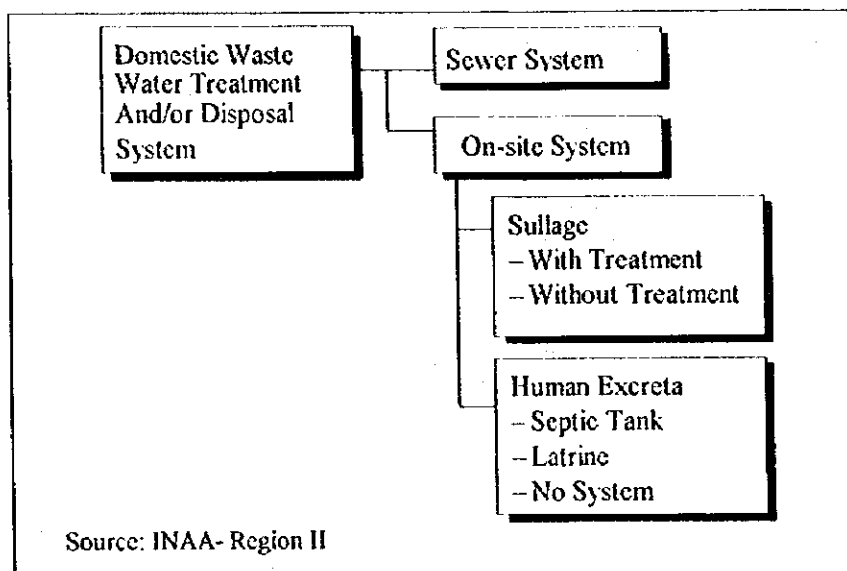 Domestic Waste
Water Treatment
And/or Disposal
System
Sewer System
On-site System
Sullage
– With Treatment
– Without Treatment
Human Excreta
– Septic Tank
– Latrine
– No System
Source: INAA- Region II